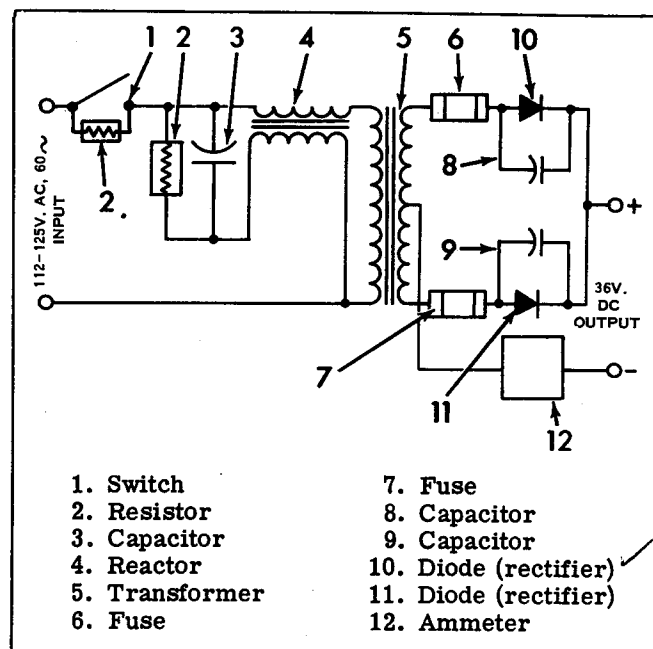 1 2 3 4 5 6 10
2.
8
112-125V. AC, 60~
INPUT
+
9
36V.
DC
OUTPUT
-
7 11 12
1. Switch
2. Resistor
3. Capacitor
4. Reactor
5. Transformer
6. Fuse
7. Fuse
8. Capacitor
9. Capacitor
10. Diode (rectifier)
11. Diode (rectifier)
12. Ammeter